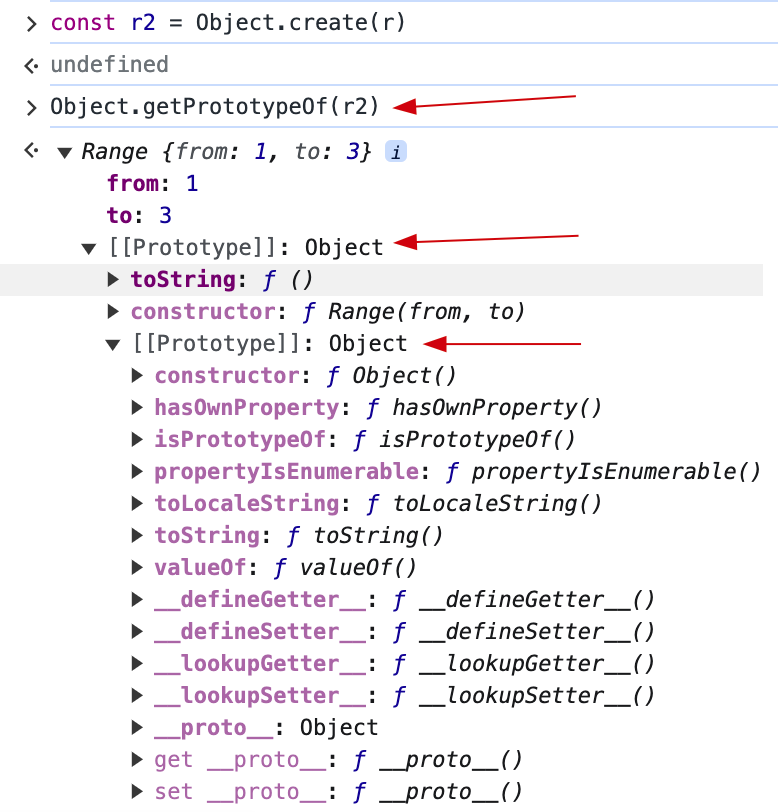 > const r2 = Object.create(r)
undefined
> Object.getPrototypeOf(r2)
▼ Range {from: 1, to: 3} i
from: 1
to: 3
▼ [[Prototype]]: Object
▶ toString: ƒ ()
▶ constructor: ƒ Range(from, to)
▼ [[Prototype]]: Object
▶ constructor: ƒ Object()
▶ hasOwnProperty: ƒ hasOwnProperty()
▶ isPrototypeOf: ƒ isPrototypeOf()
▶ propertyIsEnumerable: ƒ propertyIsEnumerable()
▶ toLocaleString: ƒ toLocaleString()
▶ toString: ƒ toString()
▶ valueOf: ƒ valueOf()
▶ __defineGetter__: ƒ __defineGetter__()
▶ __defineSetter__: ƒ __defineSetter__()
▶ __lookupGetter__: ƒ __lookupGetter__()
▶ __lookupSetter__: ƒ __lookupSetter__()
▶ __proto__: Object
▶ get __proto__: ƒ __proto__()
▶ set __proto__: ƒ __proto__()